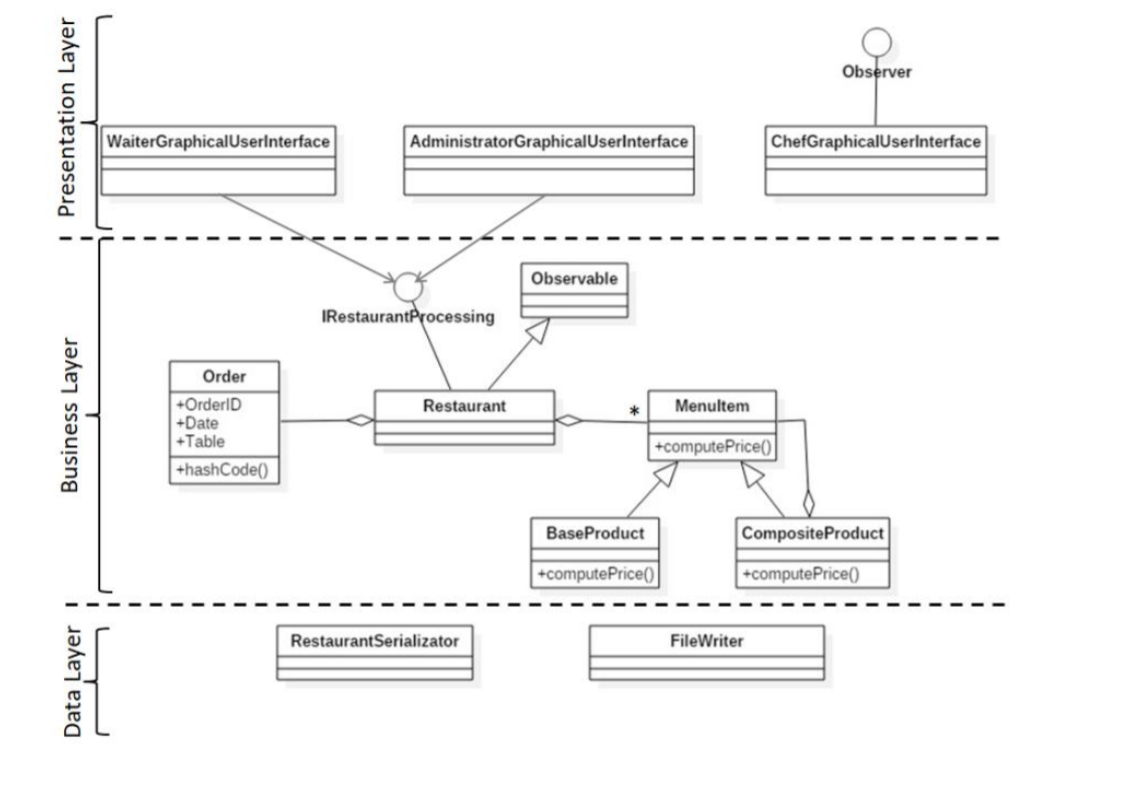 Presentation Layer
Observer
WaiterGraphicalUserInterface
AdministratorGraphicalUserInterface
ChefGraphicalUserInterface
Business Layer
Observable
IRestaurantProcessing
Order
+OrderID
+Date
+Table
+hashCode()
Restaurant
*
MenuItem
+computePrice()
BaseProduct
+computePrice()
CompositeProduct
+computePrice()
Data Layer
RestaurantSerializator
FileWriter